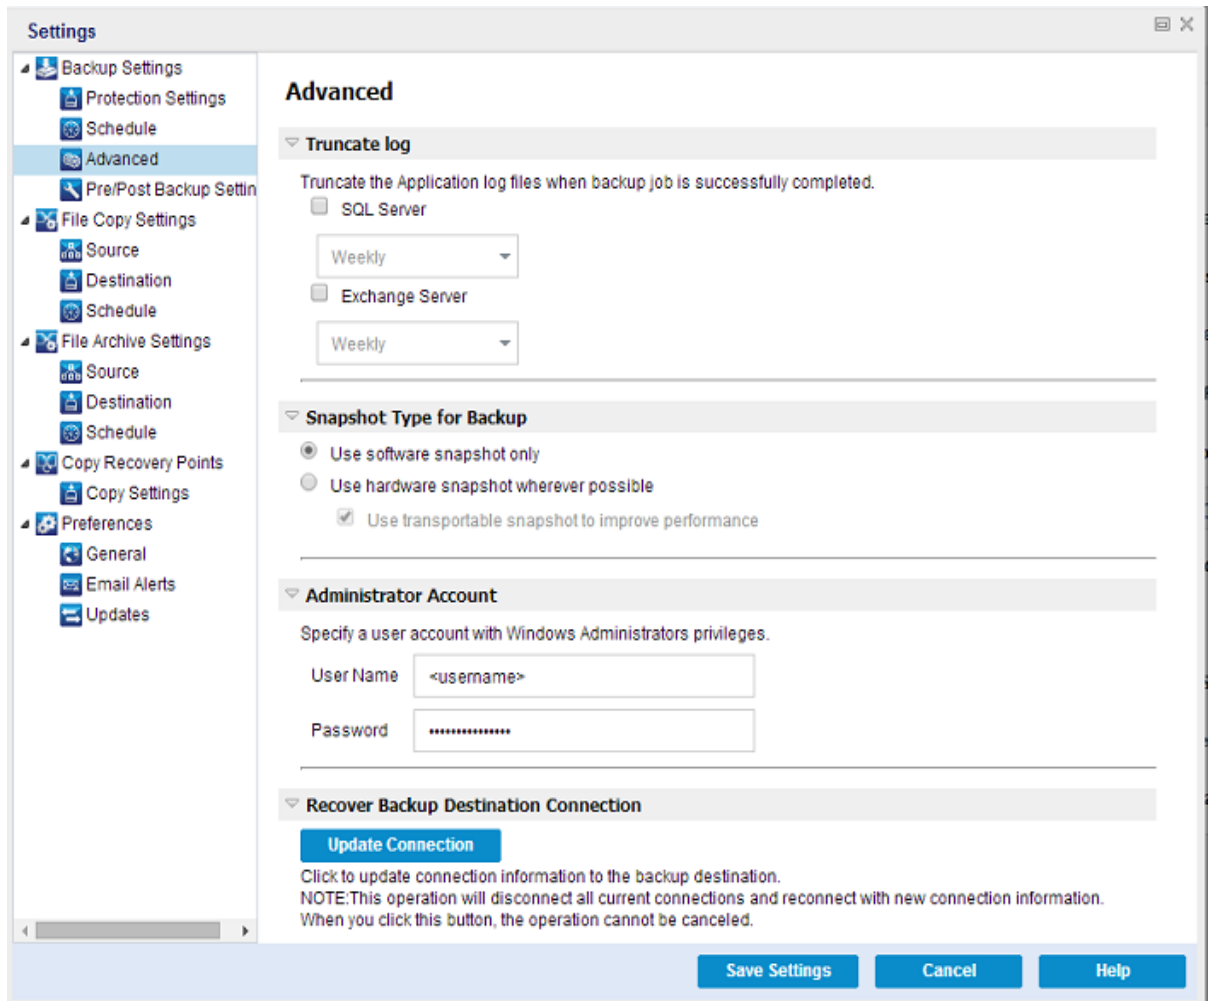 Settings
Backup Settings
Protection Settings
Schedule
Advanced
Pre/Post Backup Settin
File Copy Settings
Source
Destination
Schedule
File Archive Settings
Source
Destination
Schedule
Copy Recovery Points
Copy Settings
Preferences
General
Email Alerts
Updates
Advanced
Truncate log
Truncate the Application log files when backup job is successfully completed.
SQL Server
Weekly
Exchange Server
Weekly
Snapshot Type for Backup
Use software snapshot only
Use hardware snapshot wherever possible
Use transportable snapshot to improve performance
Administrator Account
Specify a user account with Windows Administrators privileges.
User Name <username>
Password •••••••••••••••
Recover Backup Destination Connection
Update Connection
Click to update connection information to the backup destination.
NOTE:This operation will disconnect all current connections and reconnect with new connection information.
When you click this button, the operation cannot be canceled.
Save Settings Cancel Help